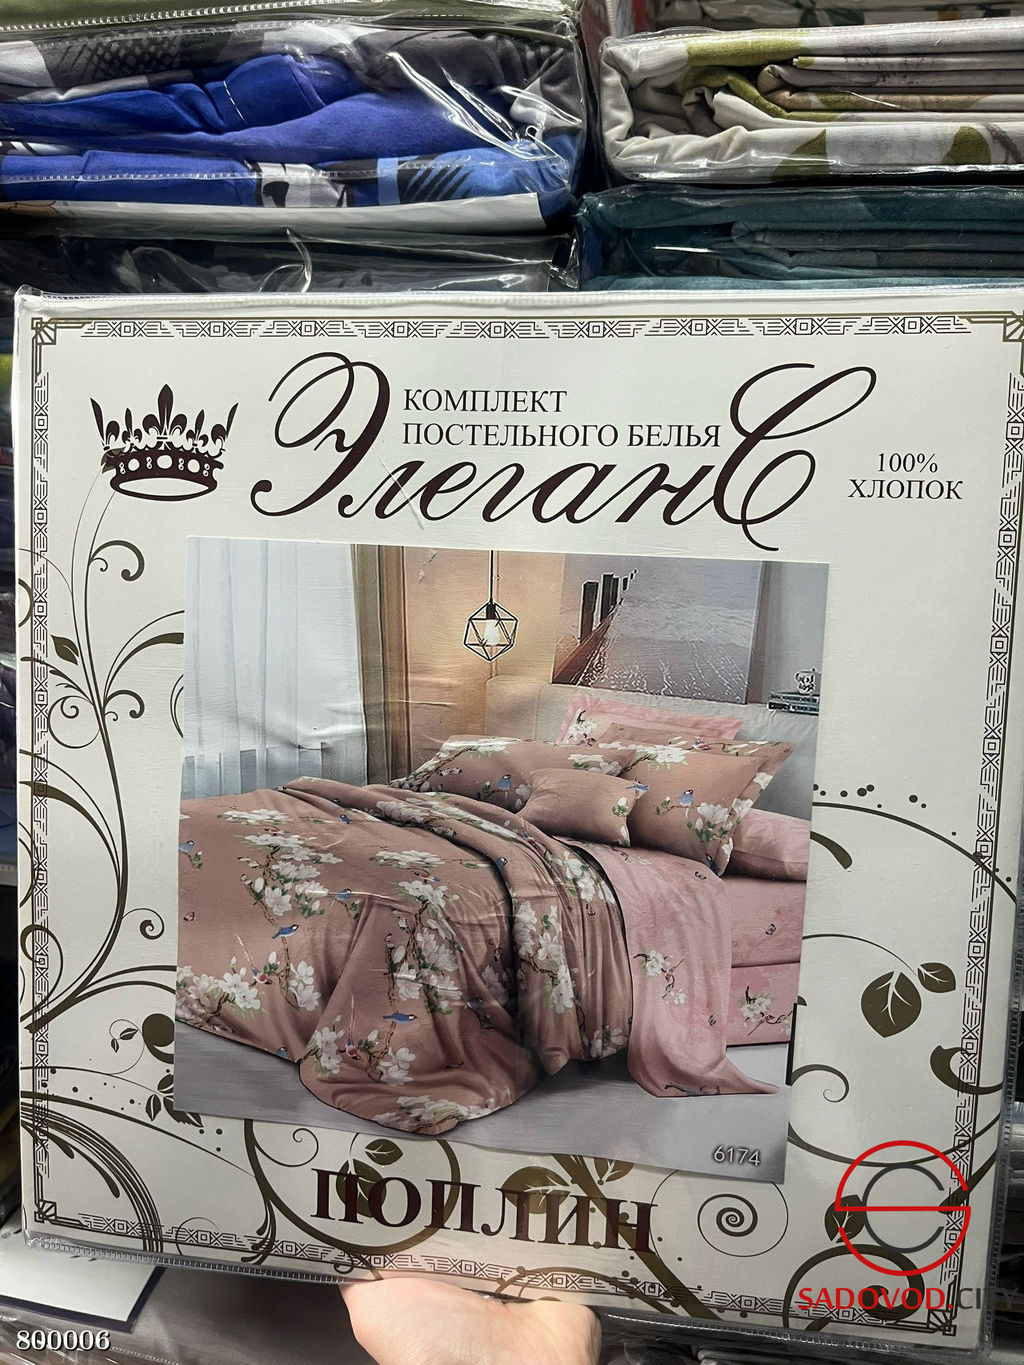 КОМПЛЕКТ
ПОСТЕЛЬНОГО БЕЛЬЯ
ЭлеганС
100%
ХЛОПОК
6174
ПОПЛИН
SADOVOD.CITY
800006